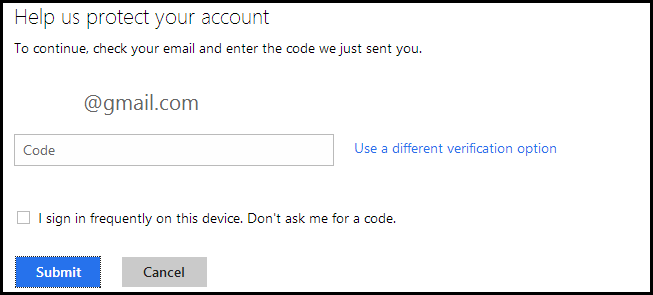 Help us protect your account
To continue, check your email and enter the code we just sent you.
@gmail.com
Code
Use a different verification option
I sign in frequently on this device. Don't ask me for a code.
Submit
Cancel